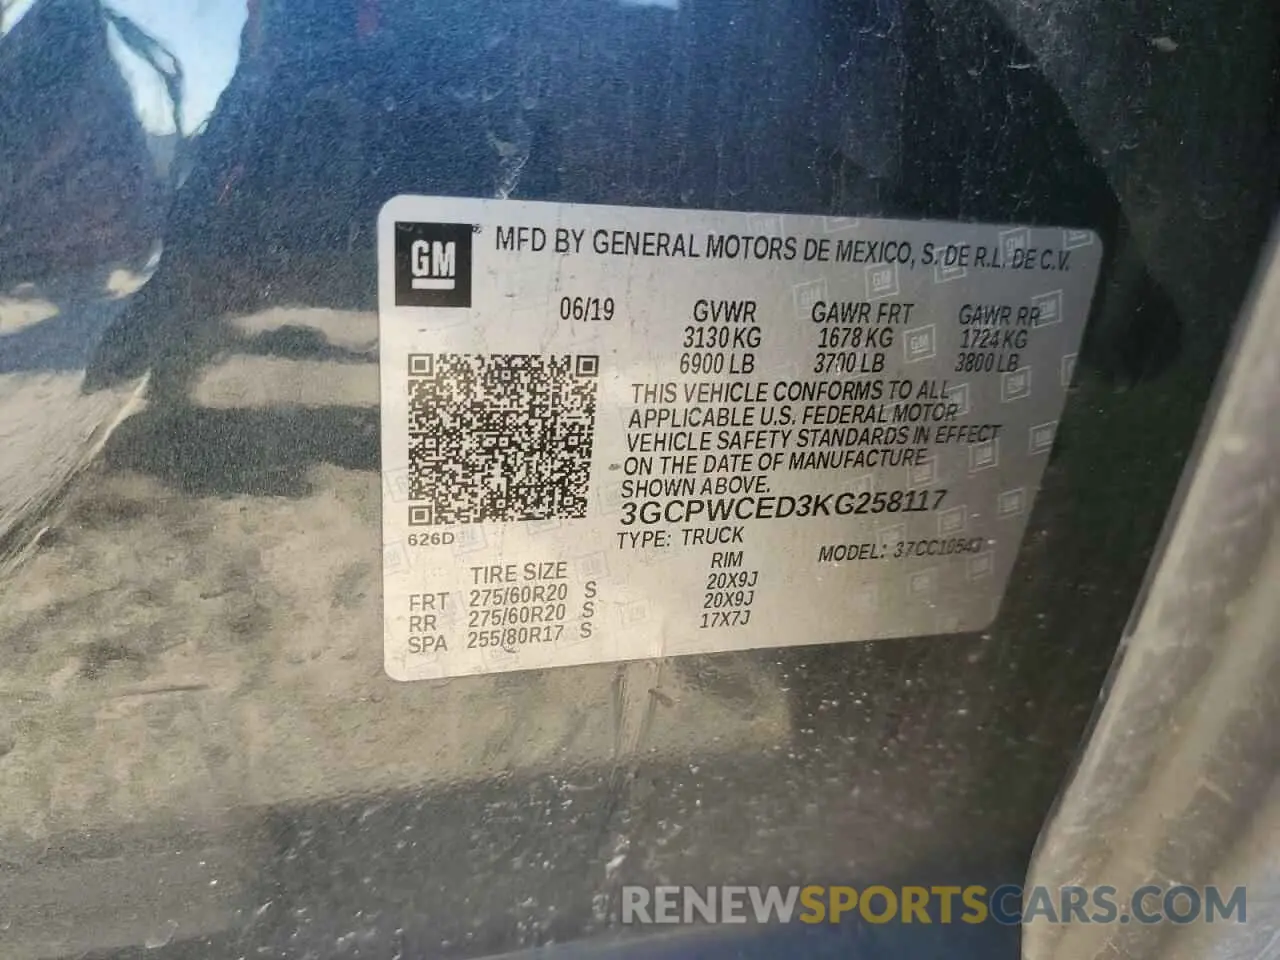 GM® MFD BY GENERAL MOTORS DE MEXICO, S. DE R.L. DE C.V.
06/19 GVWR GAWR FRT GAWR RR
3130 KG 1678 KG 1724 KG
6900 LB 3700 LB 3800 LB
THIS VEHICLE CONFORMS TO ALL
APPLICABLE U.S. FEDERAL MOTOR
VEHICLE SAFETY STANDARDS IN EFFECT
ON THE DATE OF MANUFACTURE
SHOWN ABOVE.
3GCPWCED3KG258117
626D TYPE: TRUCK MODEL: 37CC10543
TIRE SIZE RIM
FRT 275/60R20 S 20X9J
RR 275/60R20 S 20X9J
SPA 255/80R17 S 17X7J
RENEWSPORTSCARS.COM